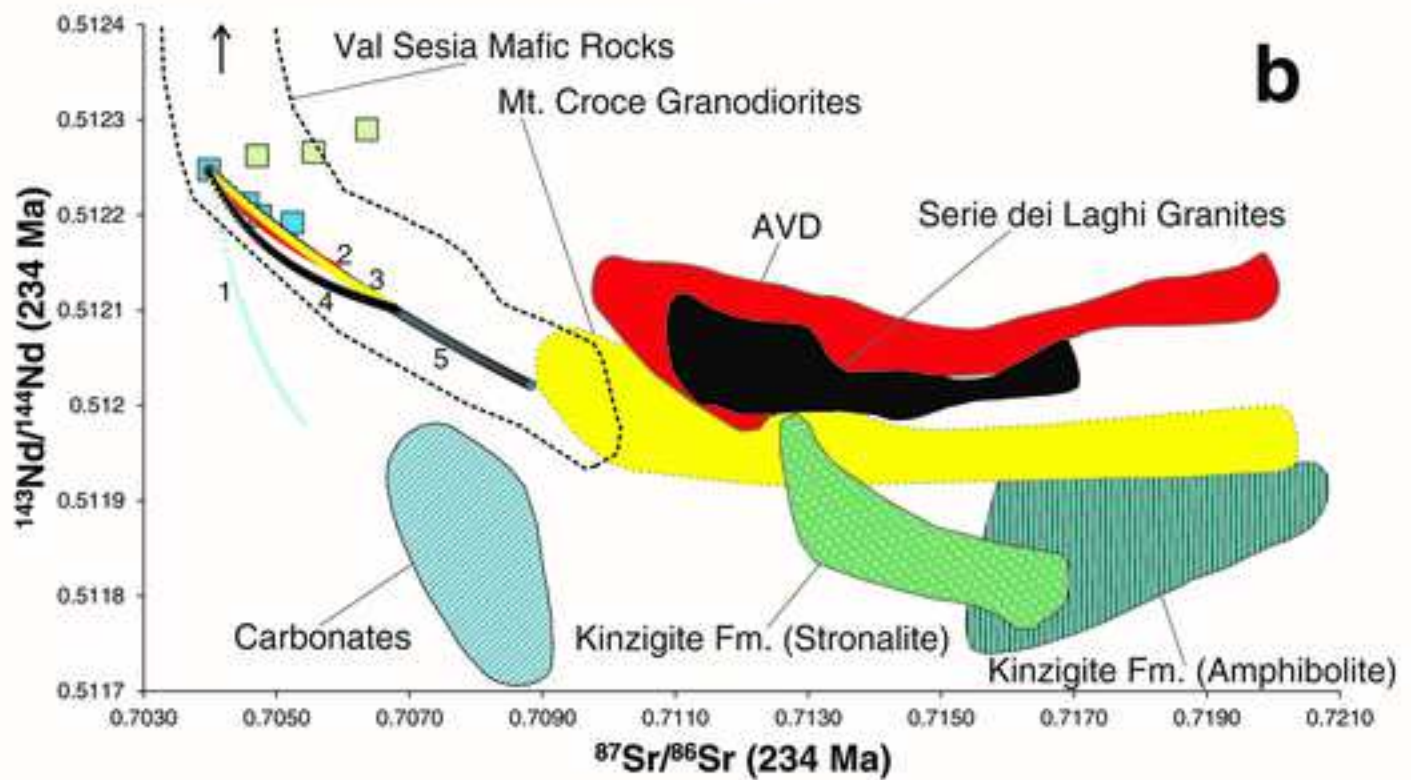 0.5124
Val Sesia Mafic Rocks
b
Mt. Croce Granodiorites
0.5123
0.5122
AVD
Serie dei Laghi Granites
2
3
1
4
0.5121
5
0.512
0.5119
0.5118
Carbonates
Kinzigite Fm. (Stronalite)
Kinzigite Fm. (Amphibolite)
0.5117
0.7030 0.7050 0.7070 0.7090 0.7110 0.7130 0.7150 0.7170 0.7190 0.7210
⁸⁷Sr/⁸⁶Sr (234 Ma)
¹⁴³Nd/¹⁴⁴Nd (234 Ma)